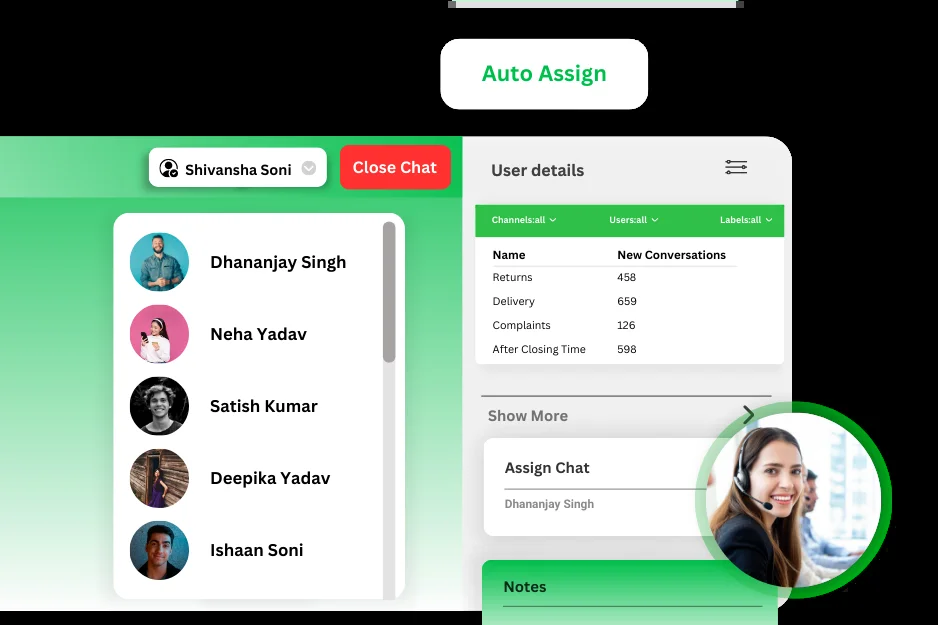 Auto Assign
Shivansha Soni
Close Chat
Dhananjay Singh
Neha Yadav
Satish Kumar
Deepika Yadav
Ishaan Soni
User details
Channels:all Users:all Labels:all
Name New Conversations
Returns 458
Delivery 659
Complaints 126
After Closing Time 598
Show More
Assign Chat
Dhananjay Singh
Notes